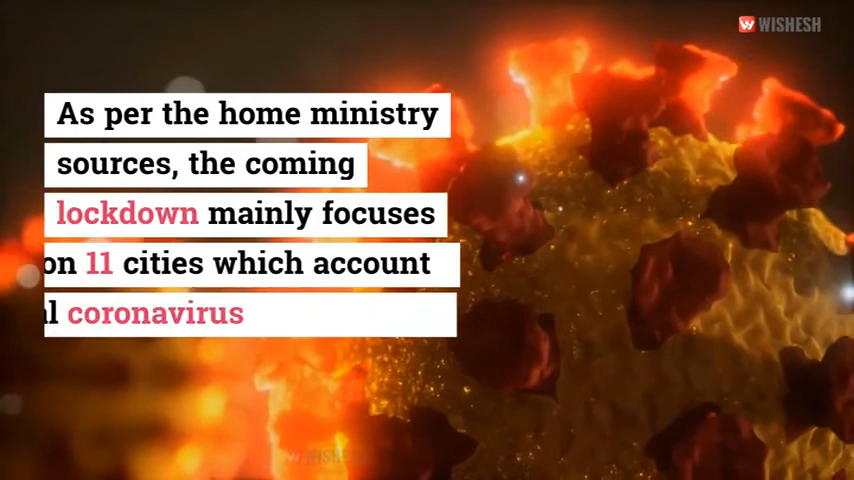 WISHESH
As per the home ministry
sources, the coming
lockdown mainly focuses
on 11 cities which account
coronavirus
WISHESH